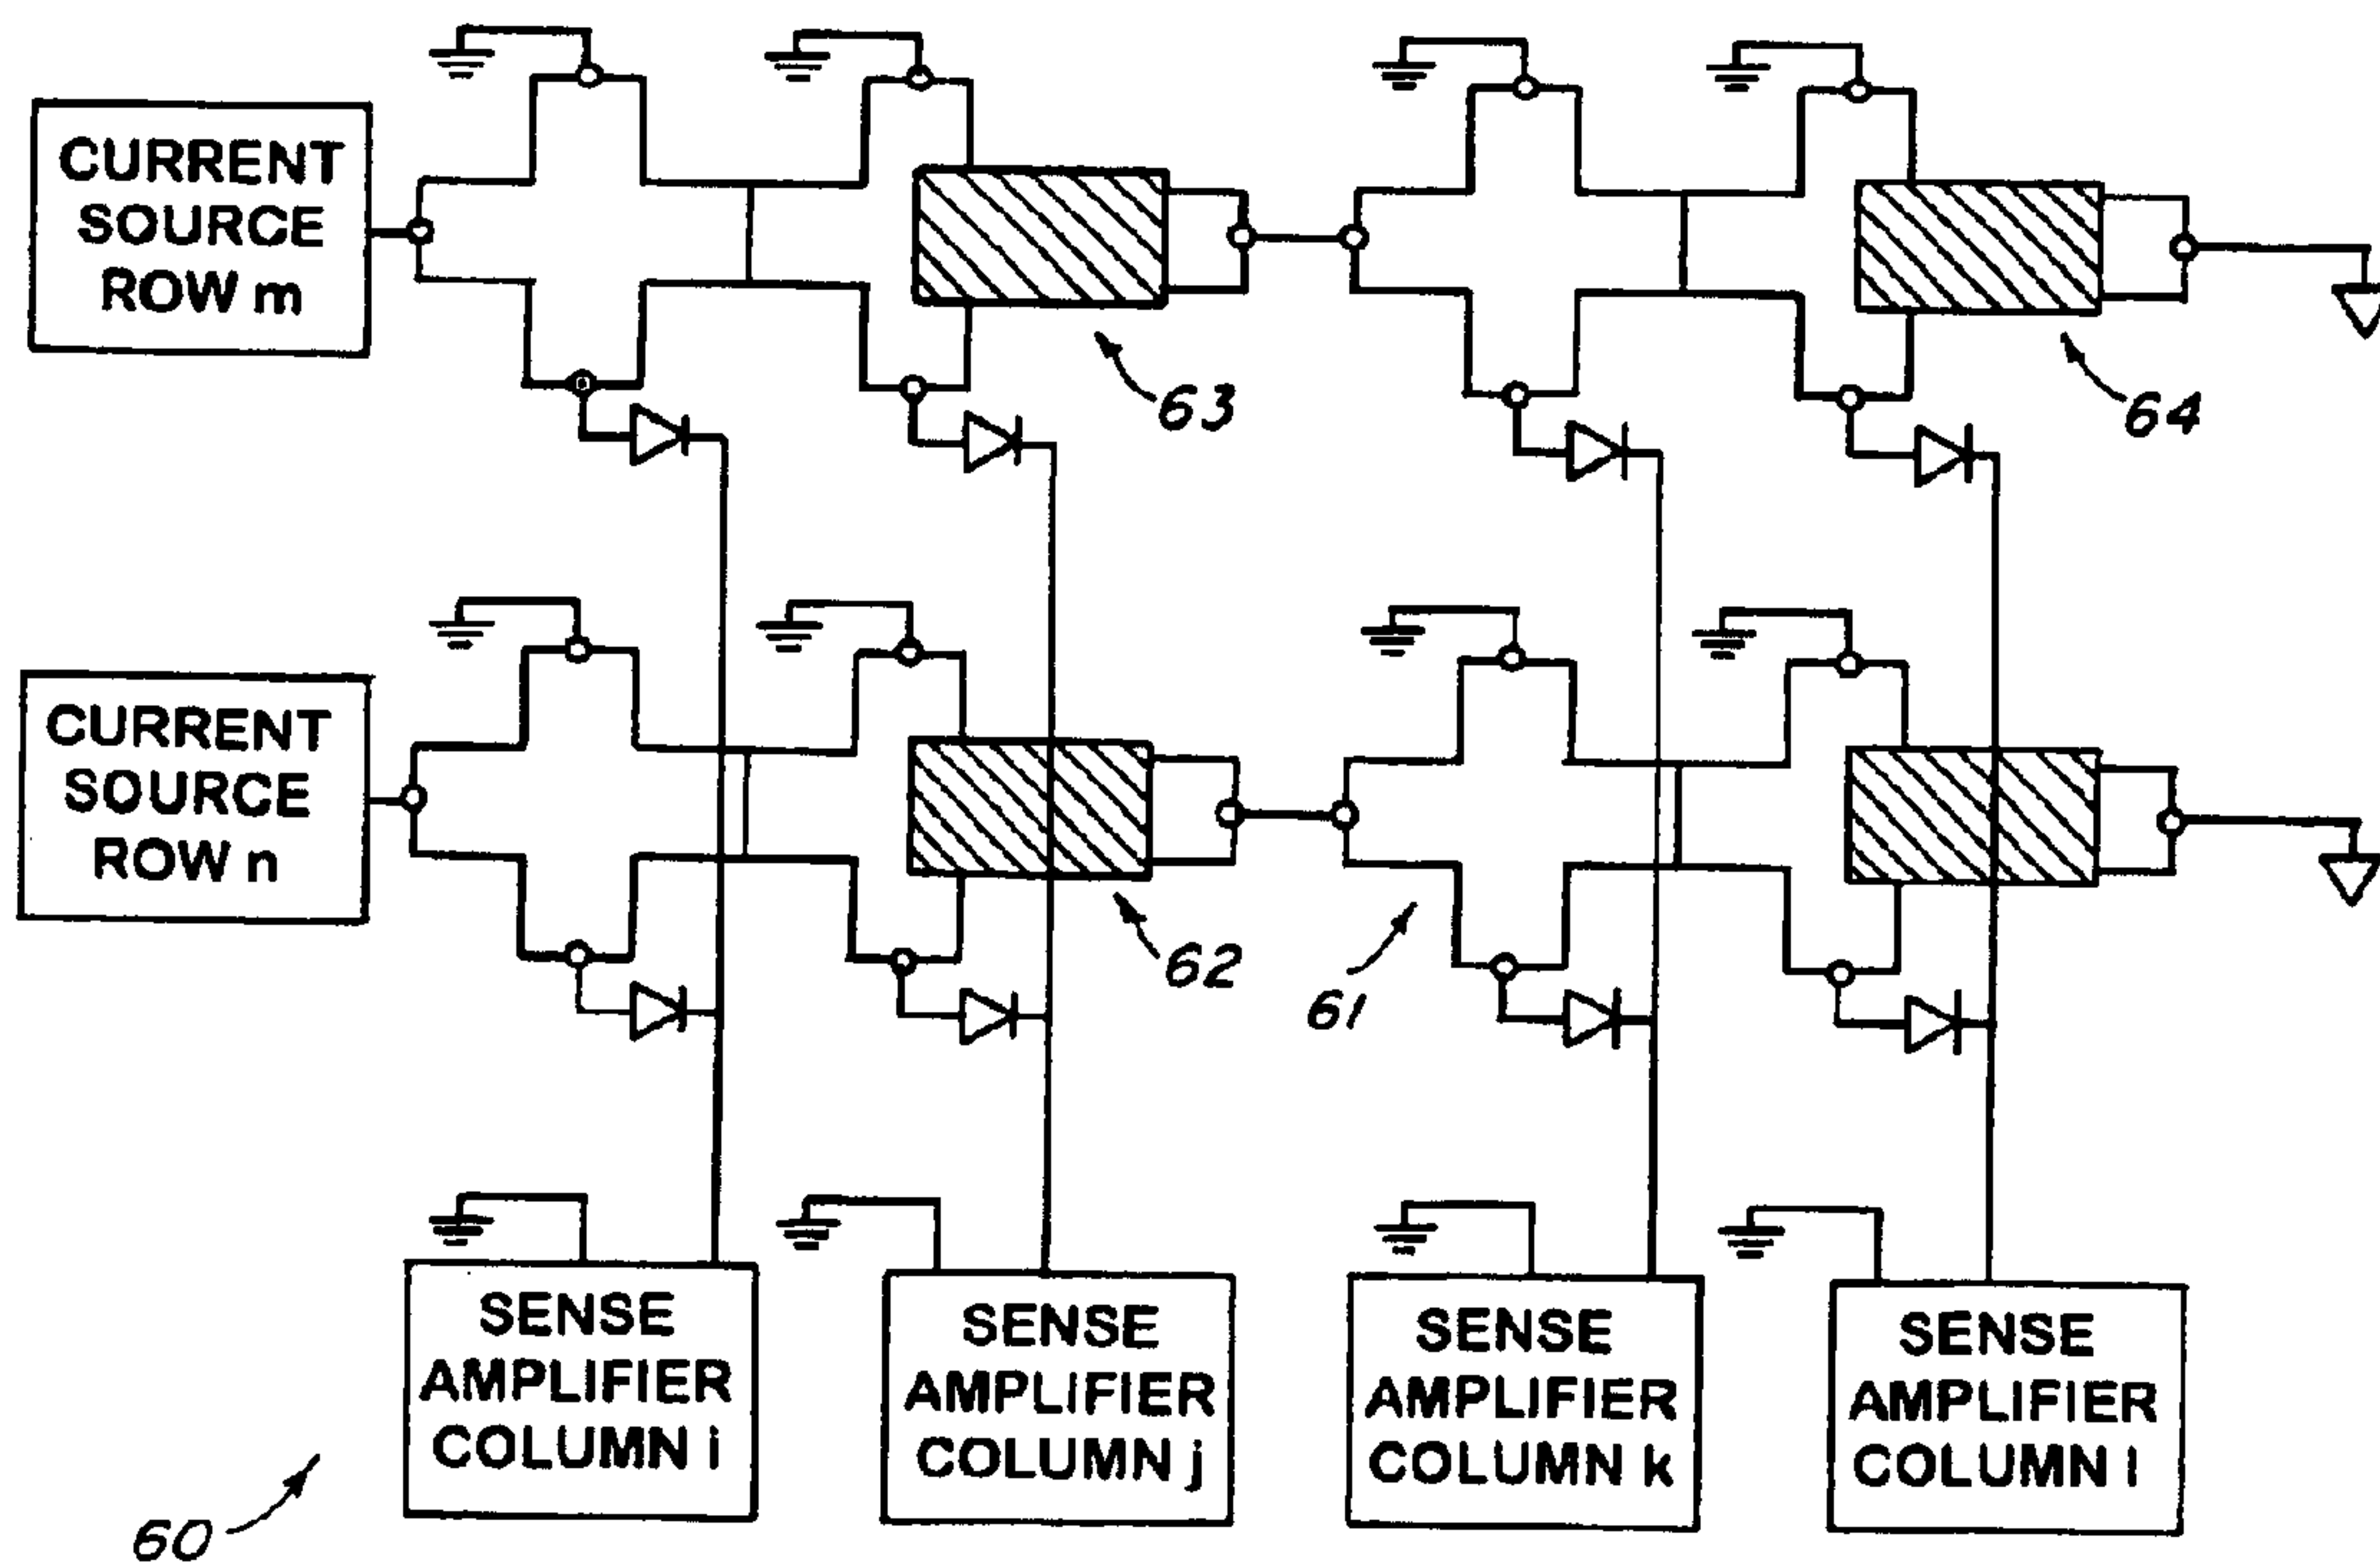 CURRENT
SOURCE
ROW m
63
64
CURRENT
SOURCE
ROW n
62
61
SENSE
AMPLIFIER
COLUMN i
SENSE
AMPLIFIER
COLUMN j
SENSE
AMPLIFIER
COLUMN k
SENSE
AMPLIFIER
COLUMN l
60